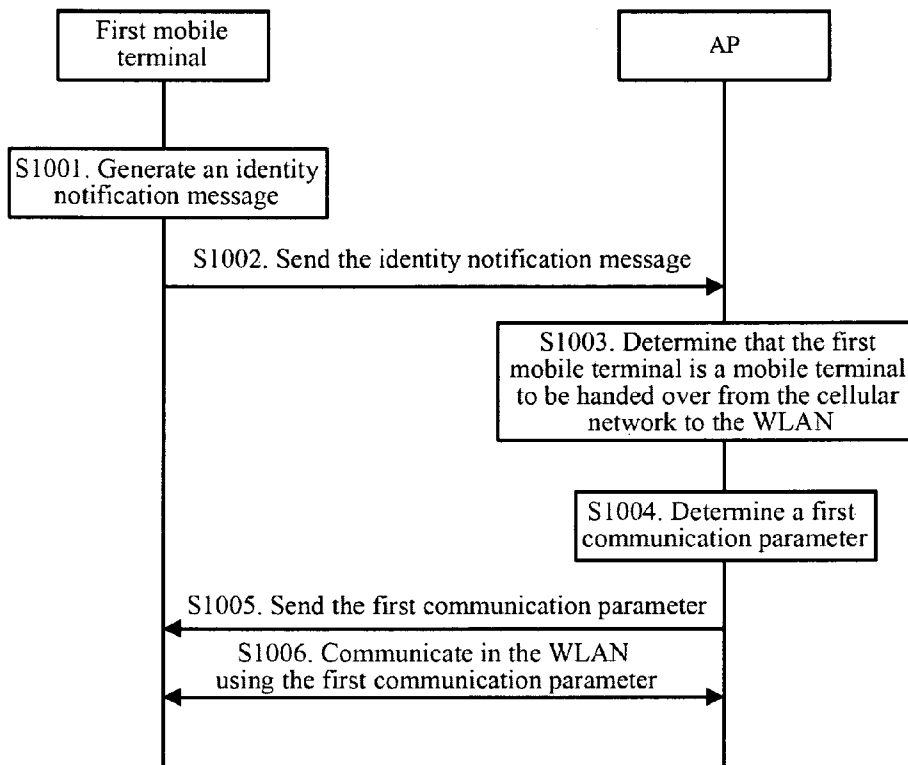 First mobile
terminal
AP
S1001. Generate an identity
notification message
S1002. Send the identity notification message
S1003. Determine that the first
mobile terminal is a mobile terminal
to be handed over from the cellular
network to the WLAN
S1004. Determine a first
communication parameter
S1005. Send the first communication parameter
S1006. Communicate in the WLAN
using the first communication parameter